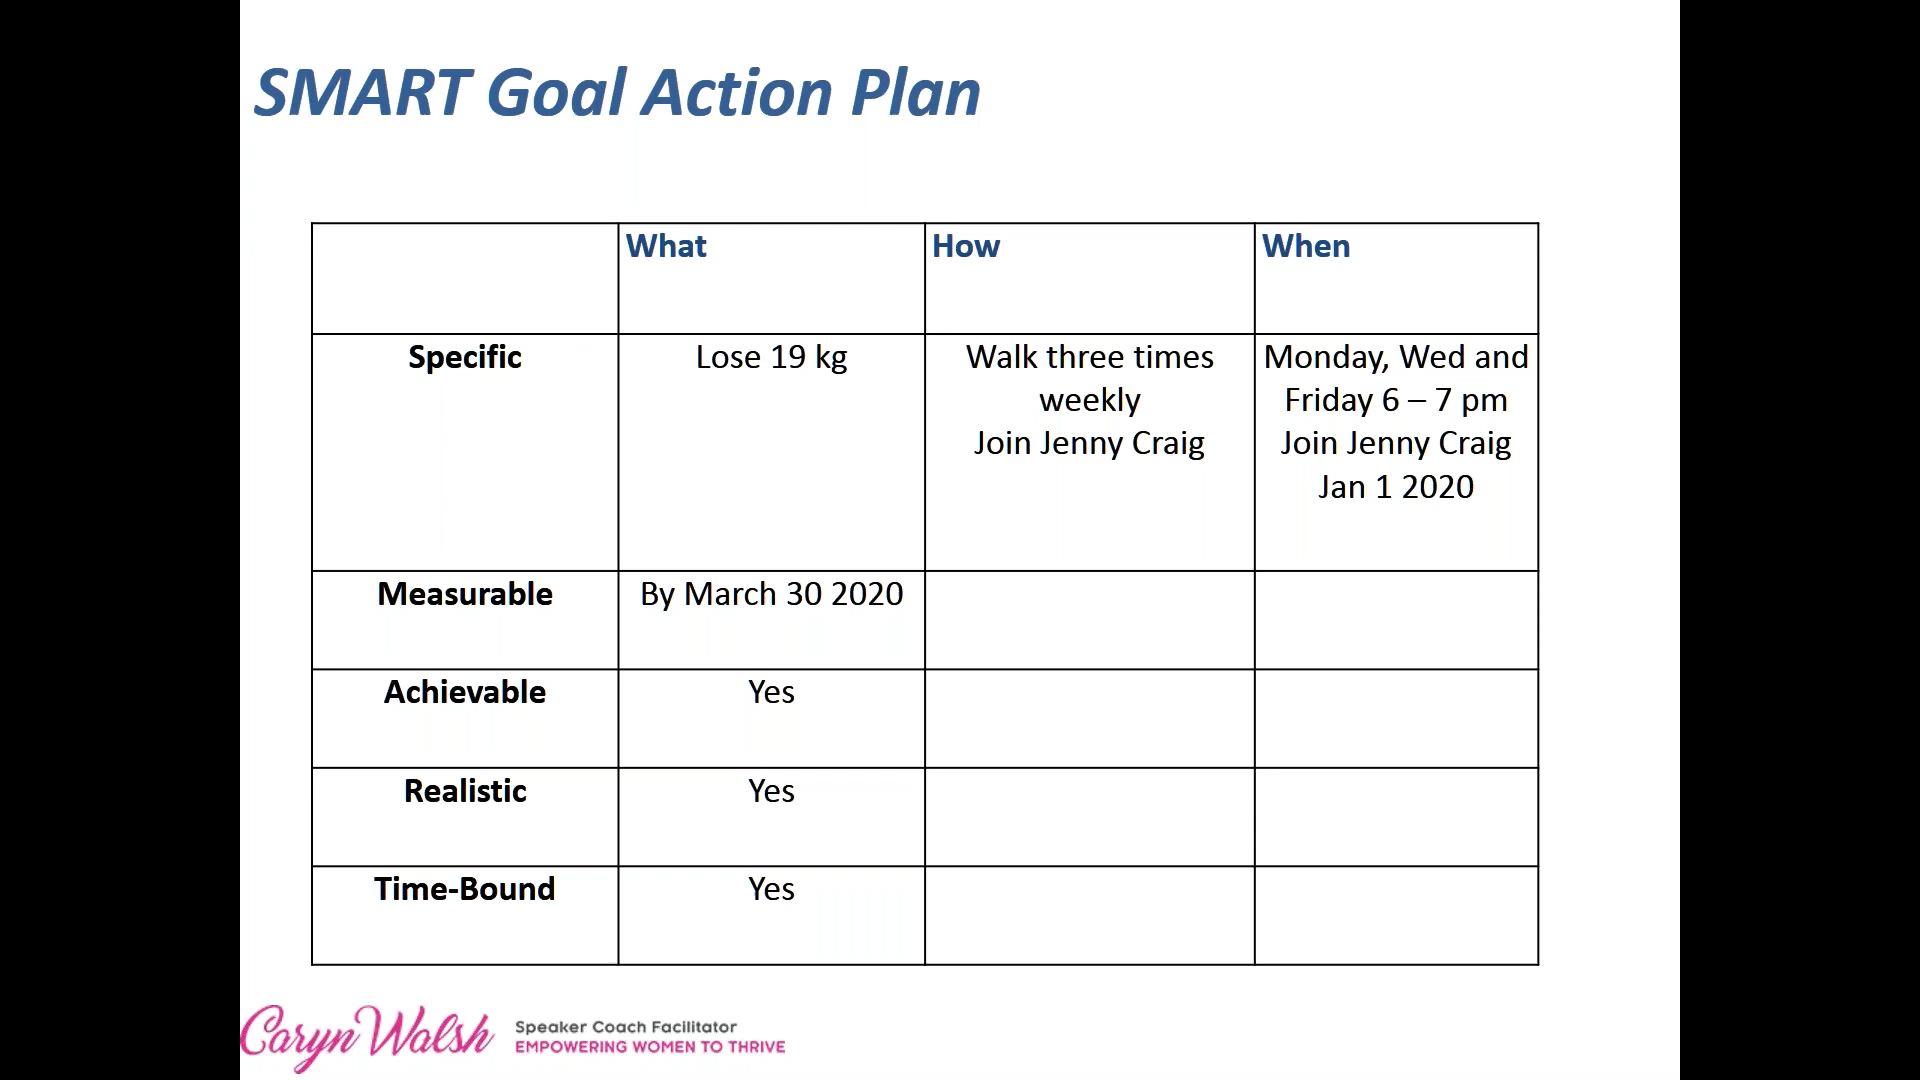 SMART Goal Action Plan
What How When
Specific Lose 19 kg Walk three times Monday, Wed and
weekly Friday 6 – 7 pm
Join Jenny Craig Join Jenny Craig
Jan 1 2020
Measurable By March 30 2020
Achievable Yes
Realistic Yes
Time-Bound Yes
Caryn Walsh Speaker Coach Facilitator
EMPOWERING WOMEN TO THRIVE